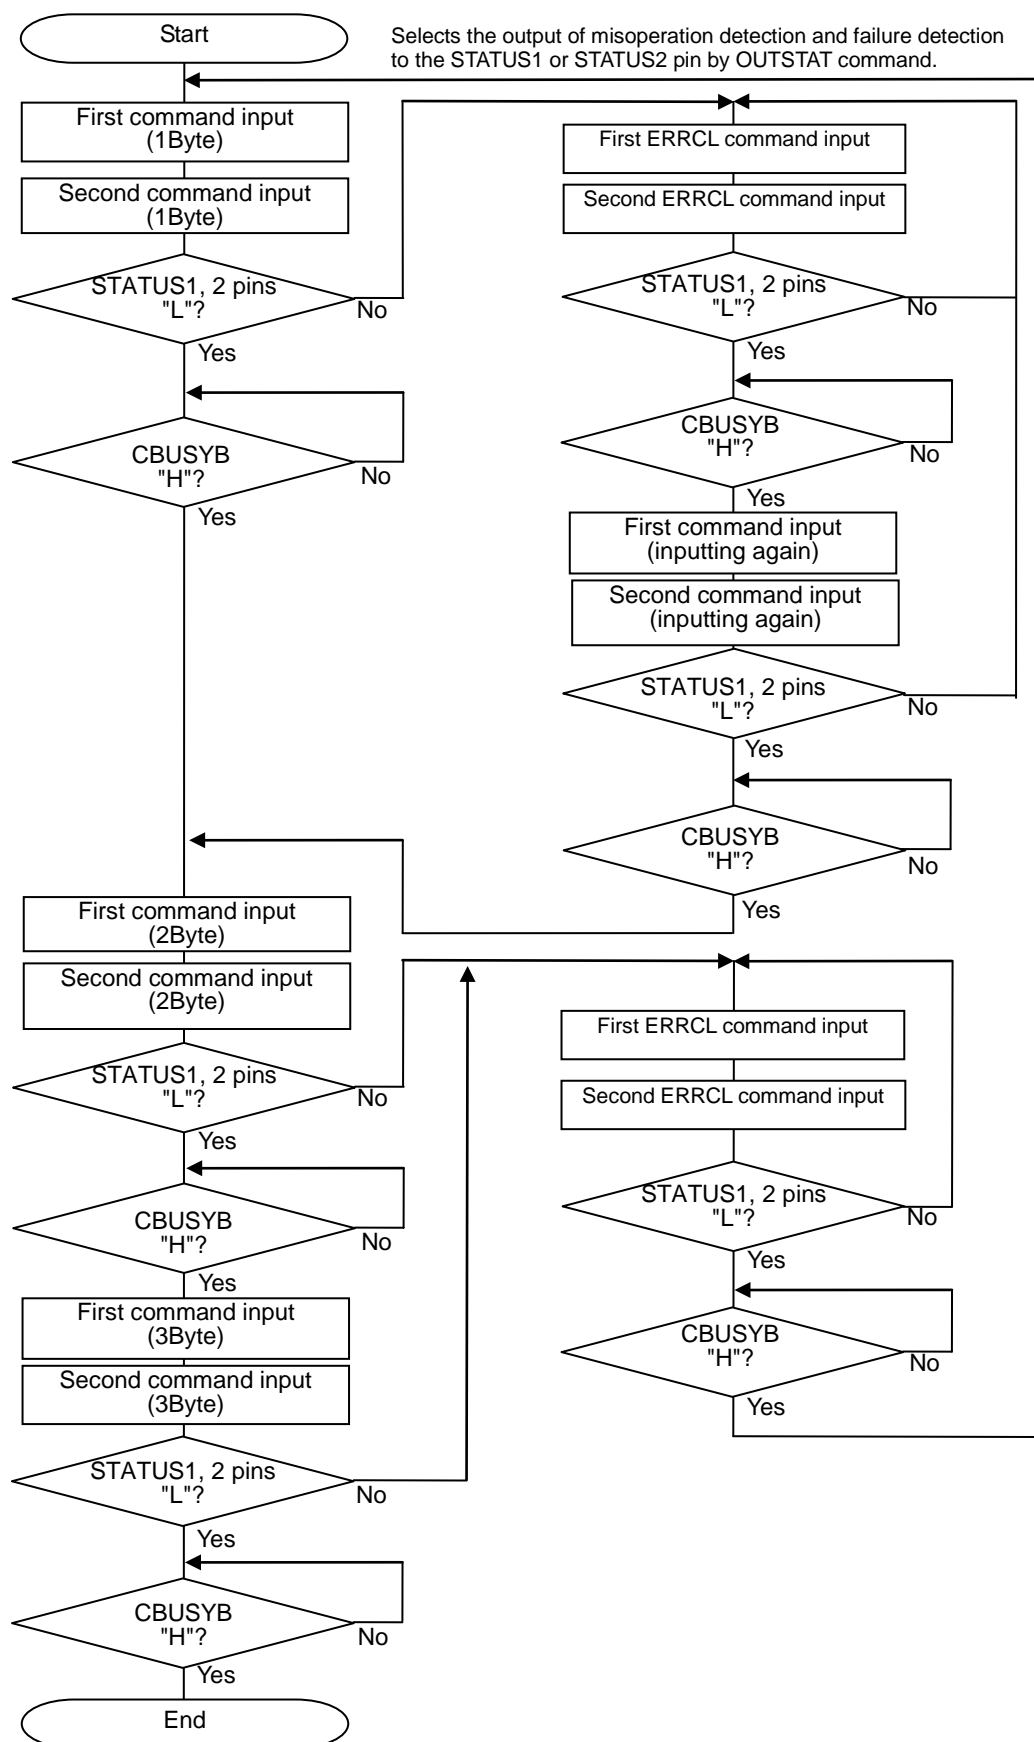 Start
Selects the output of misoperation detection and failure detection
to the STATUS1 or STATUS2 pin by OUTSTAT command.
First command input
(1Byte)
Second command input
(1Byte)
STATUS1, 2 pins
"L"?
No
Yes
CBUSYB
"H"?
No
Yes
First ERRCL command input
Second ERRCL command input
STATUS1, 2 pins
"L"?
No
Yes
CBUSYB
"H"?
No
Yes
First command input
(inputting again)
Second command input
(inputting again)
STATUS1, 2 pins
"L"?
No
Yes
CBUSYB
"H"?
No
Yes
First command input
(2Byte)
Second command input
(2Byte)
STATUS1, 2 pins
"L"?
No
Yes
CBUSYB
"H"?
No
Yes
First command input
(3Byte)
Second command input
(3Byte)
STATUS1, 2 pins
"L"?
No
Yes
CBUSYB
"H"?
No
Yes
End
First ERRCL command input
Second ERRCL command input
STATUS1, 2 pins
"L"?
No
Yes
CBUSYB
"H"?
No
Yes